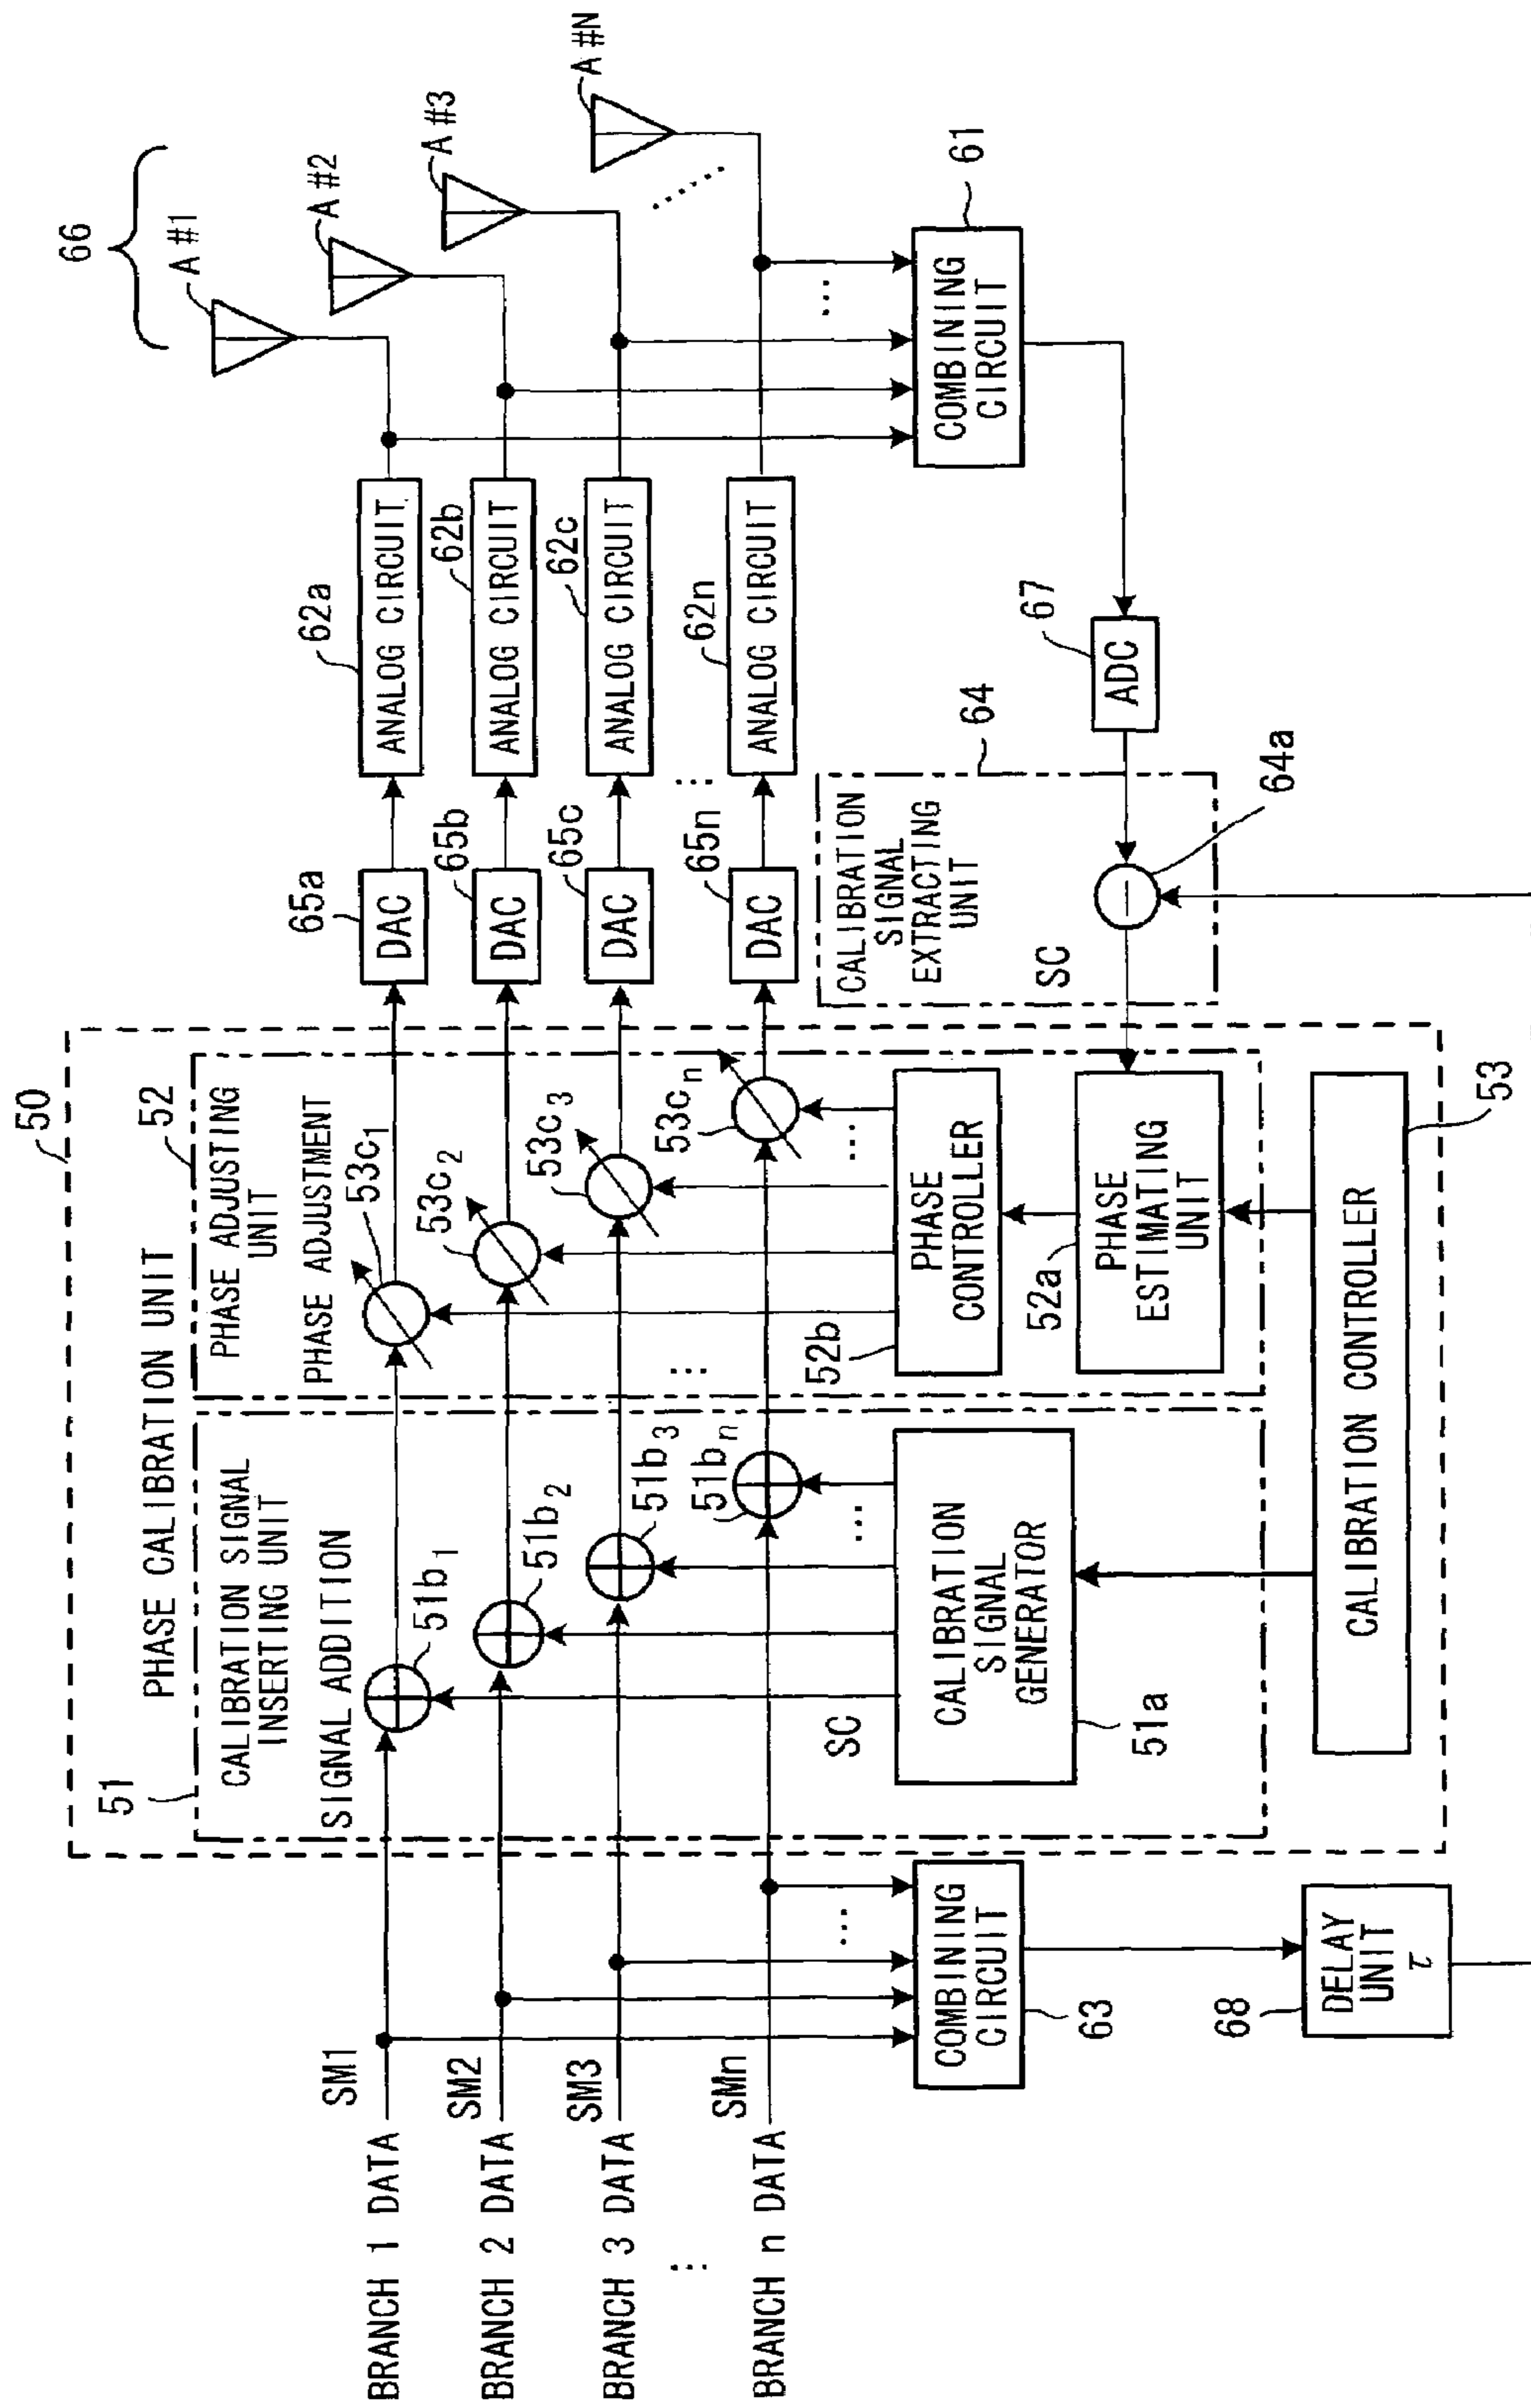 66
A #1
A #2
A #3
A #N
50
PHASE CALIBRATION UNIT
51
CALIBRATION SIGNAL
INSERTING UNIT
SIGNAL ADDITION
52
PHASE ADJUSTING
UNIT
PHASE ADJUSTMENT
BRANCH 1 DATA
SM1
51b1
53c1
65a
DAC
62a
ANALOG CIRCUIT
BRANCH 2 DATA
SM2
51b2
53c2
65b
DAC
62b
ANALOG CIRCUIT
BRANCH 3 DATA
SM3
51b3
53c3
65c
DAC
62c
ANALOG CIRCUIT
...
...
...
BRANCH n DATA
SMn
51bn
53cn
65n
DAC
62n
ANALOG CIRCUIT
...
...
...
...
COMBINING
CIRCUIT
63
SC
CALIBRATION
SIGNAL
GENERATOR
51a
52b
PHASE
CONTROLLER
52a
PHASE
ESTIMATING
UNIT
CALIBRATION
SIGNAL
EXTRACTING
UNIT
64
SC
64a
67
ADC
COMBINING
CIRCUIT
61
68
DELAY
UNIT
τ
CALIBRATION CONTROLLER
53